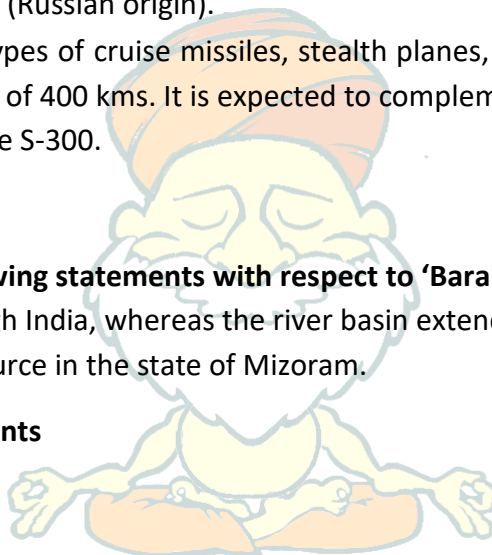 (Russian origin).
ypes of cruise missiles, stealth planes,
of 400 kms. It is expected to complem
e S-300.
ving statements with respect to ‘Bara
gh India, whereas the river basin extend
urce in the state of Mizoram.
nts